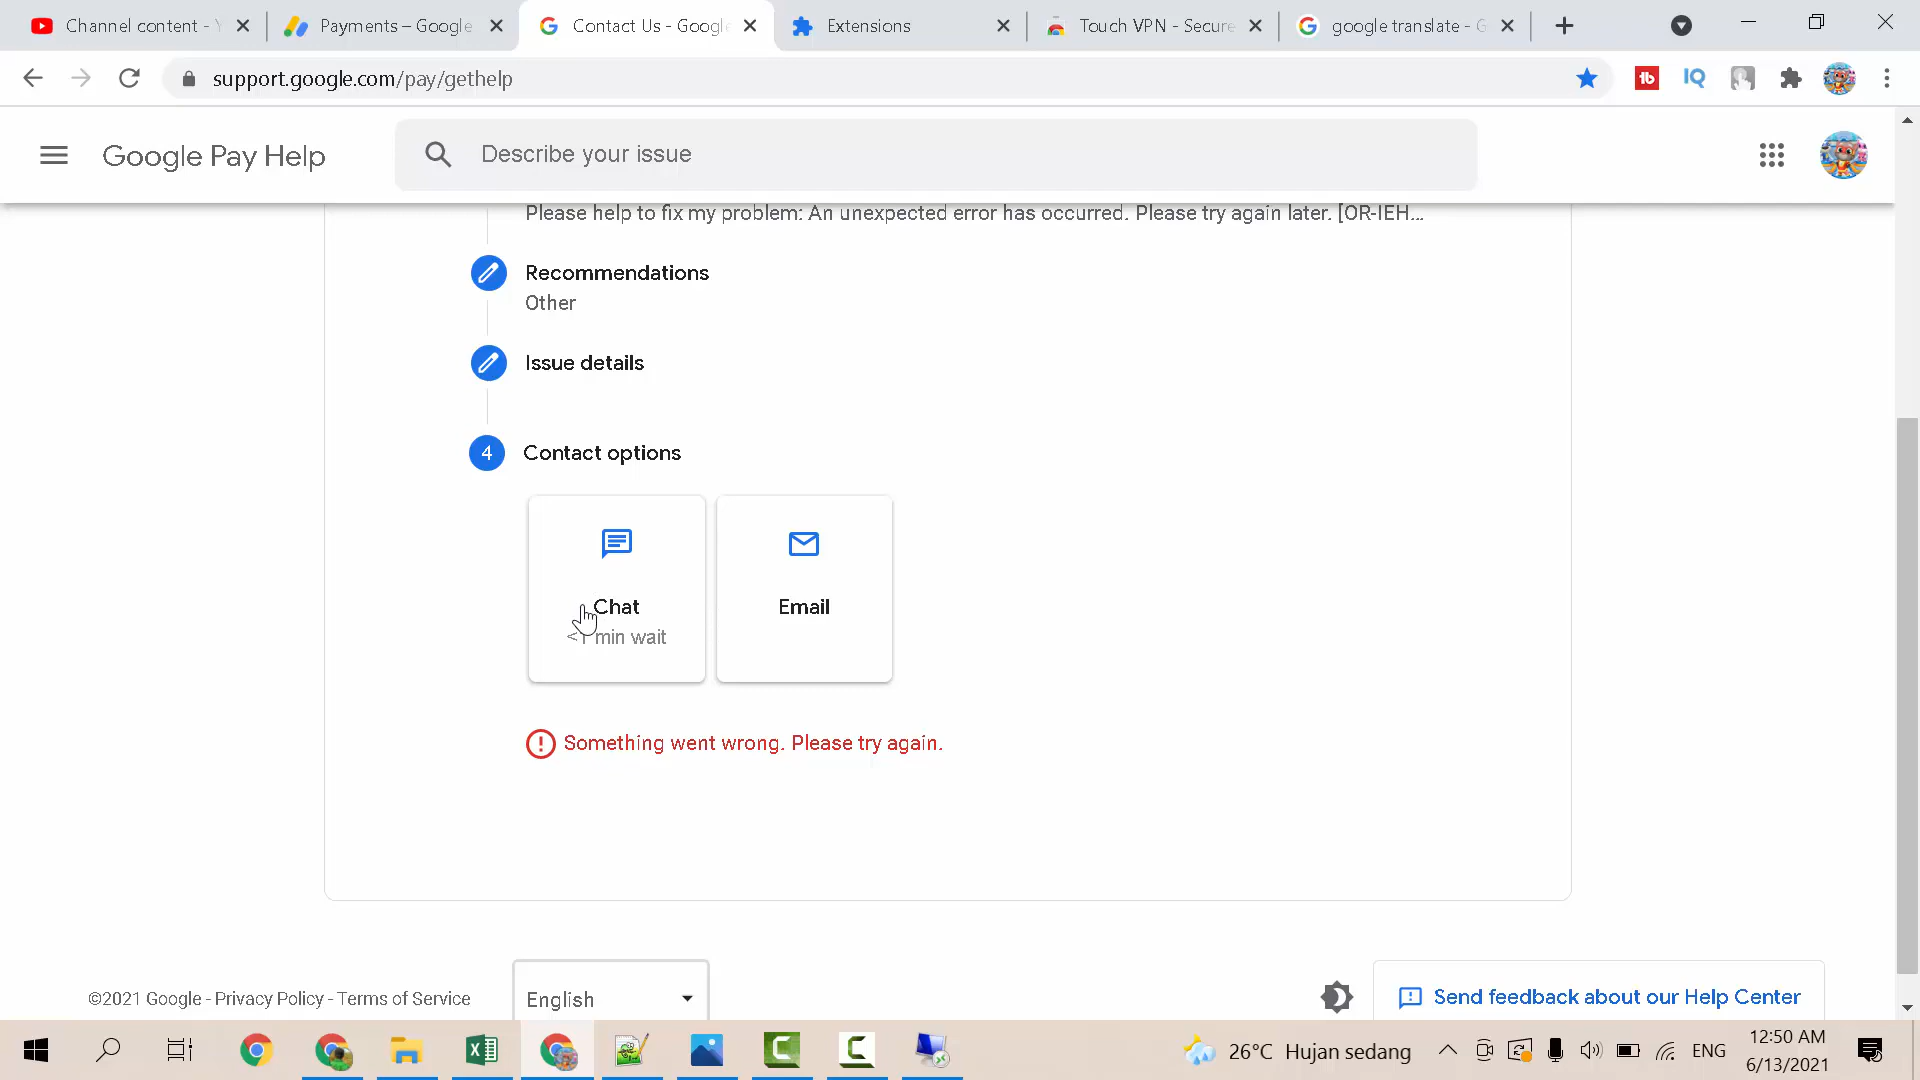 Channel content - Y
Payments – Google
Contact Us - Google
Extensions
Touch VPN - Secure
google translate - G
support.google.com/pay/gethelp
Google Pay Help
Describe your issue
Please help to fix my problem: An unexpected error has occurred. Please try again later. [OR-IEH...
Recommendations
Other
Issue details
4
Contact options
Chat
<1 min wait
Email
Something went wrong. Please try again.
©2021 Google - Privacy Policy - Terms of Service
English
Send feedback about our Help Center
26°C Hujan sedang
ENG
12:50 AM
6/13/2021